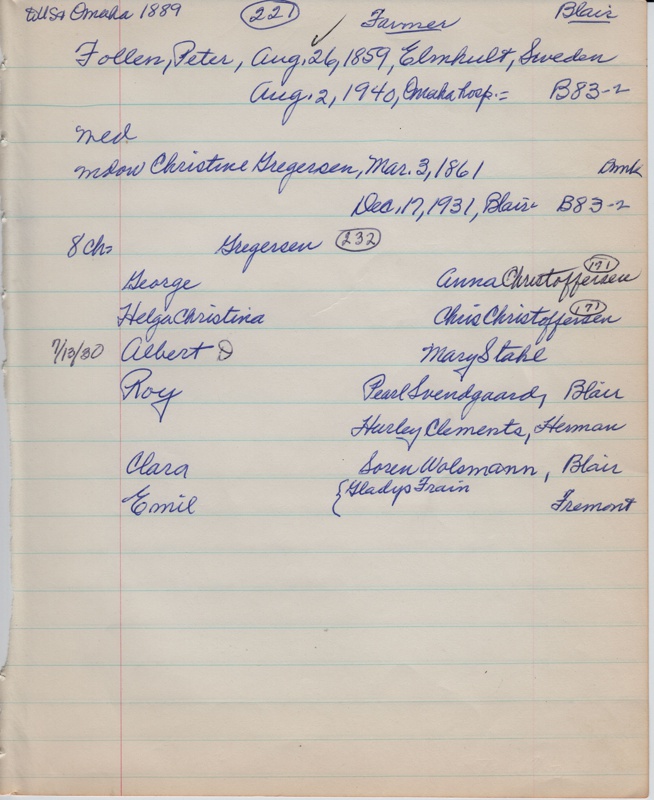 to USA Omaha 1889 221 Farmer Blair
Follen, Peter, Aug. 26, 1859, Elmhult, Sweden
Aug. 2, 1940, Omaha hosp. = B83-2
Med
Christine Gregersen, Mar. 3, 1861 Dmk
Dec. 17, 1931, Blair B83-2
8 ch= Gregersen 232
George Anna Christoffersen 171
Helga Christina Chris Christoffersen 171
7/13/30 Albert D Mary Stahl
Roy Pearl Svendgaard, Blair
Hurley Clements, Herman
Clara Soren Wolsmann, Blair
Emil {Gladys Frain Fremont